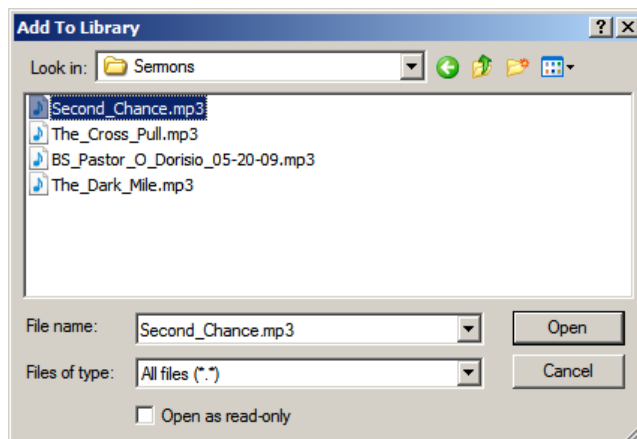 Add To Library
Look in: Sermons
Second_Chance.mp3
The_Cross_Pull.mp3
BS_Pastor_O_Dorisio_05-20-09.mp3
The_Dark_Mile.mp3
File name: Second_Chance.mp3 Open
Files of type: All files (*.*) Cancel
Open as read-only